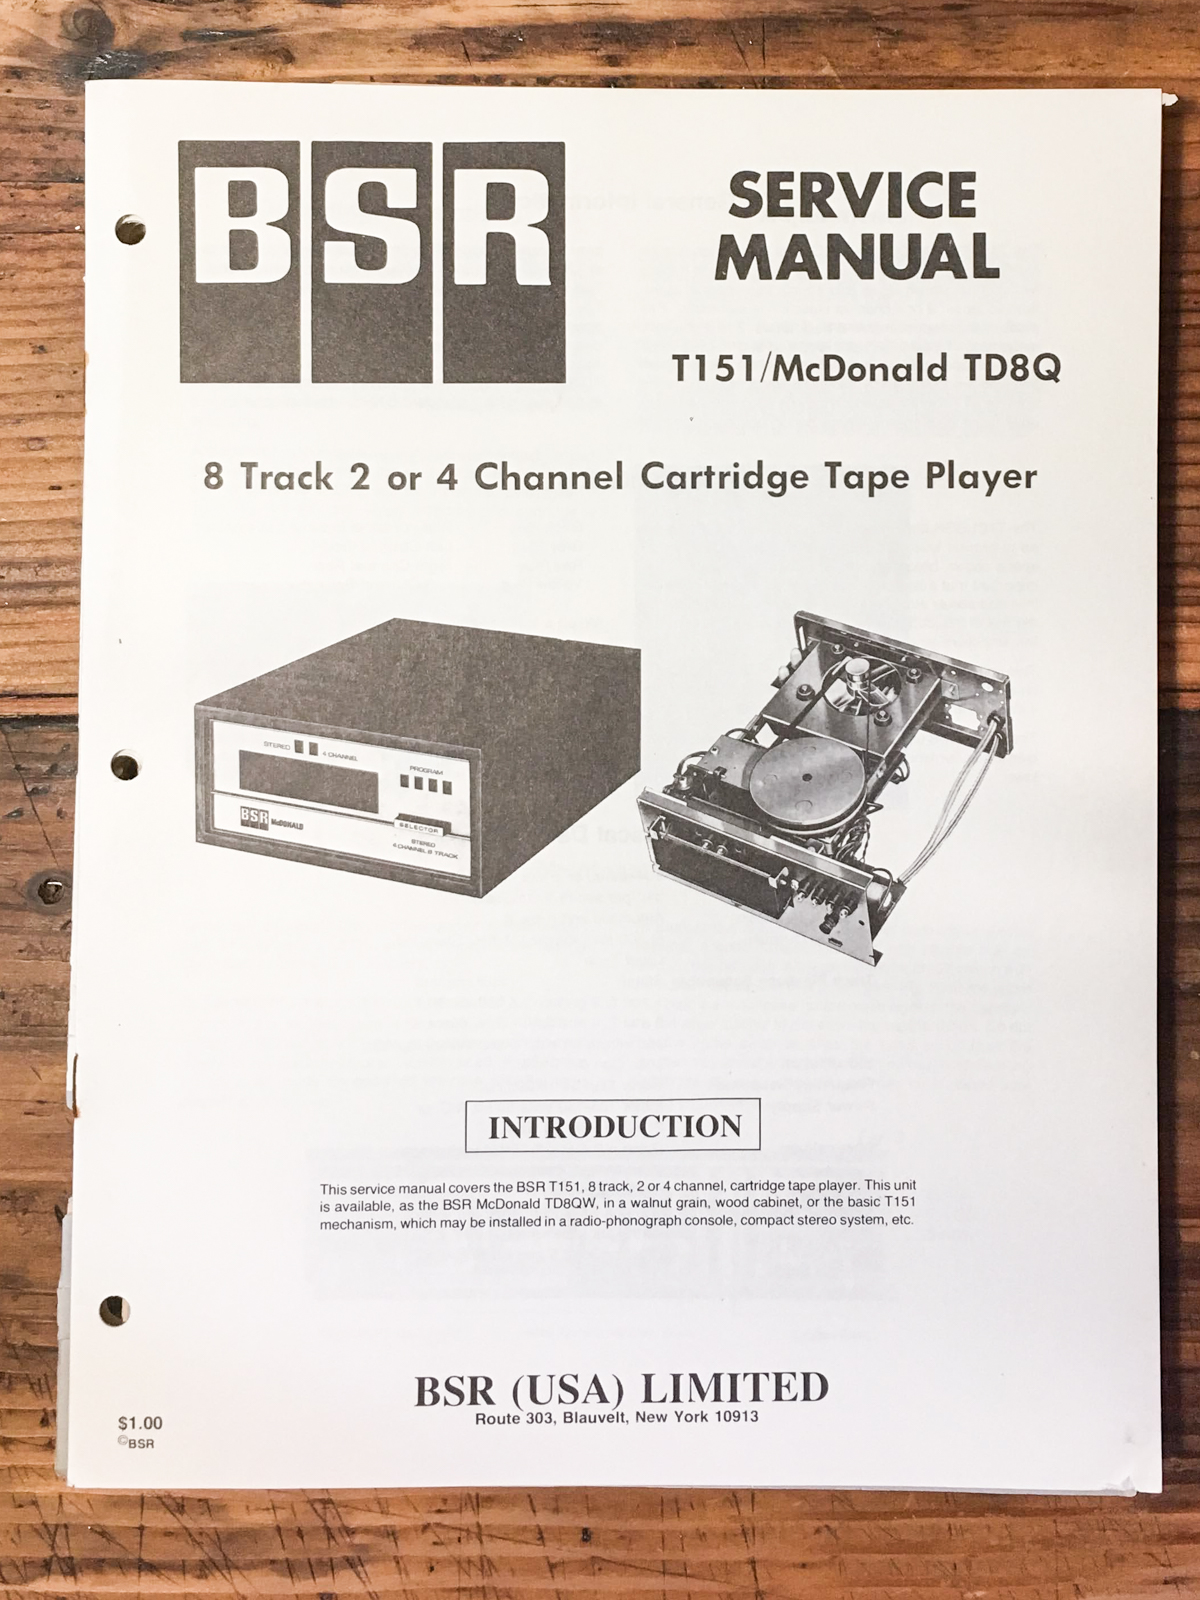 BSR
SERVICE
MANUAL
T151/McDonald TD8Q
8 Track 2 or 4 Channel Cartridge Tape Player
STEREO 4 CHANNEL
PROGRAM
BSR McDONALD
SELECTOR
STEREO
4 CHANNEL 8 TRACK
INTRODUCTION
This service manual covers the BSR T151, 8 track, 2 or 4 channel, cartridge tape player. This unit
is available, as the BSR McDonald TD8QW, in a walnut grain, wood cabinet, or the basic T151
mechanism, which may be installed in a radio-phonograph console, compact stereo system, etc.
BSR (USA) LIMITED
Route 303, Blauvelt, New York 10913
$1.00
©BSR